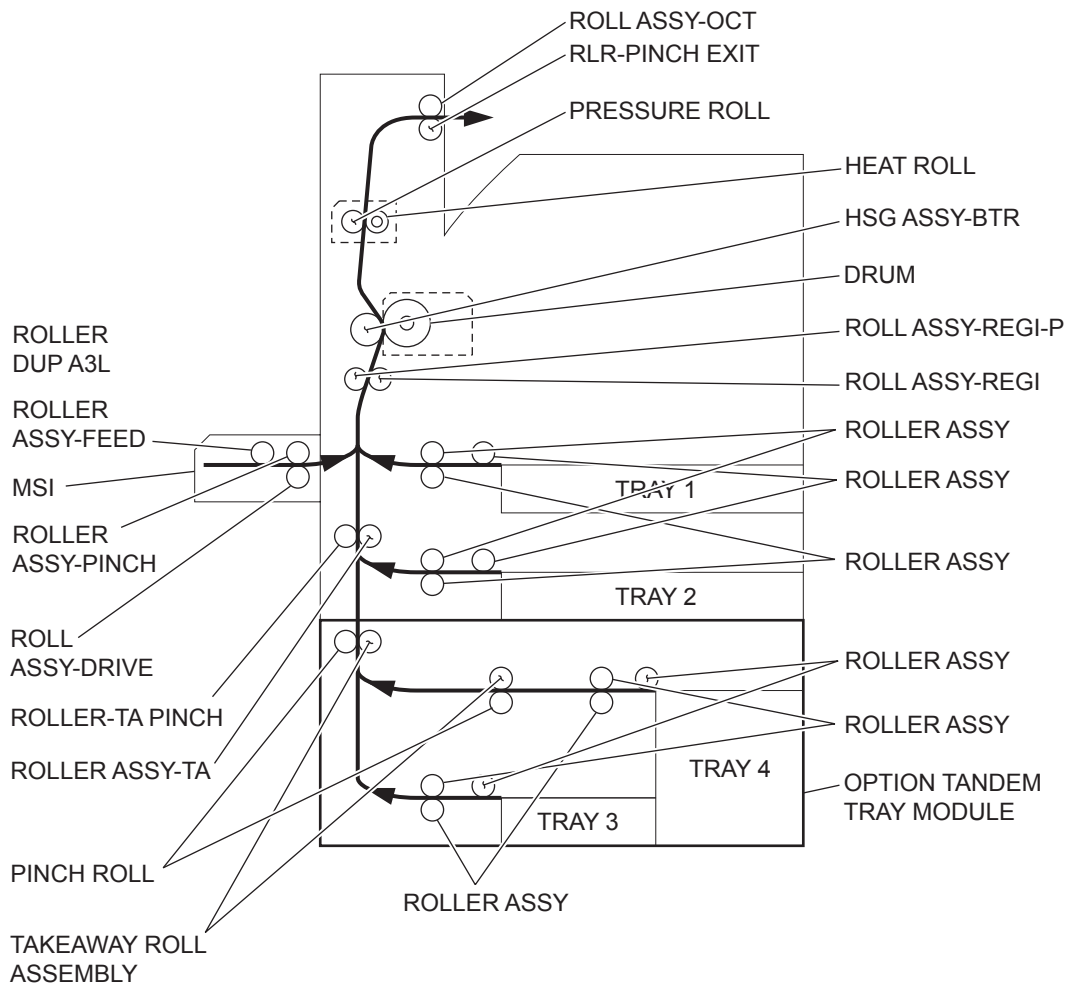 ROLL ASSY-OCT
RLR-PINCH EXIT
PRESSURE ROLL
HEAT ROLL
HSG ASSY-BTR
DRUM
ROLL ASSY-REGI-P
ROLL ASSY-REGI
ROLLER ASSY
ROLLER ASSY
ROLLER ASSY
ROLLER ASSY
ROLLER ASSY
OPTION TANDEM
TRAY MODULE
ROLLER
DUP A3L
ROLLER
ASSY-FEED
MSI
ROLLER
ASSY-PINCH
ROLL
ASSY-DRIVE
ROLLER-TA PINCH
ROLLER ASSY-TA
PINCH ROLL
TAKEAWAY ROLL
ASSEMBLY
ROLLER ASSY
TRAY 1
TRAY 2
TRAY 4
TRAY 3